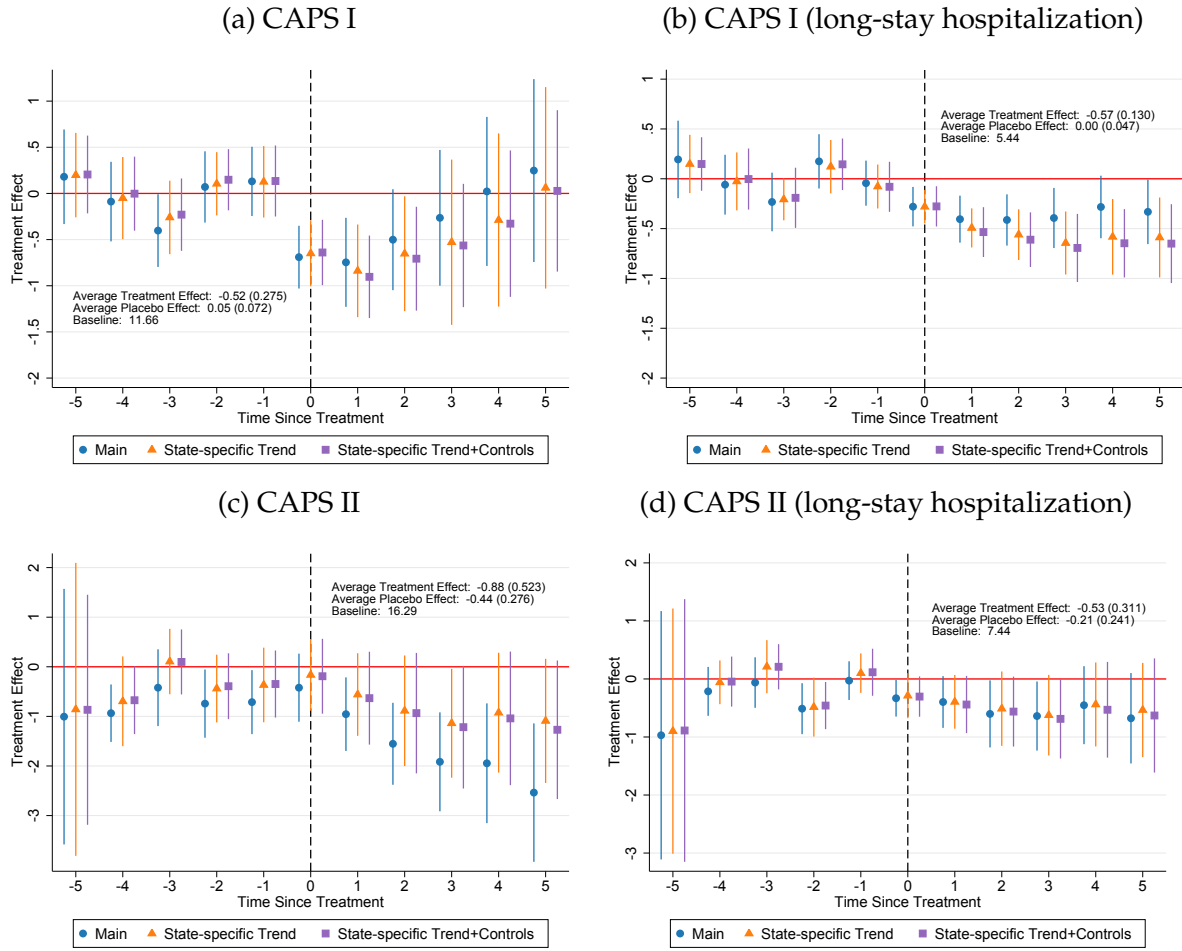 (a) CAPS I
Treatment Effect
1
.5
0
-.5
-1
-1.5
-2
Average Treatment Effect: -0.52 (0.275)
Average Placebo Effect: 0.05 (0.072)
Baseline: 11.66
-5 -4 -3 -2 -1 0 1 2 3 4 5
Time Since Treatment
Main State-specific Trend State-specific Trend+Controls
(b) CAPS I (long-stay hospitalization)
Treatment Effect
1
.5
0
-.5
-1
-1.5
-2
Average Treatment Effect: -0.57 (0.130)
Average Placebo Effect: 0.00 (0.047)
Baseline: 5.44
-5 -4 -3 -2 -1 0 1 2 3 4 5
Time Since Treatment
Main State-specific Trend State-specific Trend+Controls
(c) CAPS II
Treatment Effect
2
1
0
-1
-2
-3
Average Treatment Effect: -0.88 (0.523)
Average Placebo Effect: -0.44 (0.276)
Baseline: 16.29
-5 -4 -3 -2 -1 0 1 2 3 4 5
Time Since Treatment
Main State-specific Trend State-specific Trend+Controls
(d) CAPS II (long-stay hospitalization)
Treatment Effect
2
1
0
-1
-2
-3
Average Treatment Effect: -0.53 (0.311)
Average Placebo Effect: -0.21 (0.241)
Baseline: 7.44
-5 -4 -3 -2 -1 0 1 2 3 4 5
Time Since Treatment
Main State-specific Trend State-specific Trend+Controls